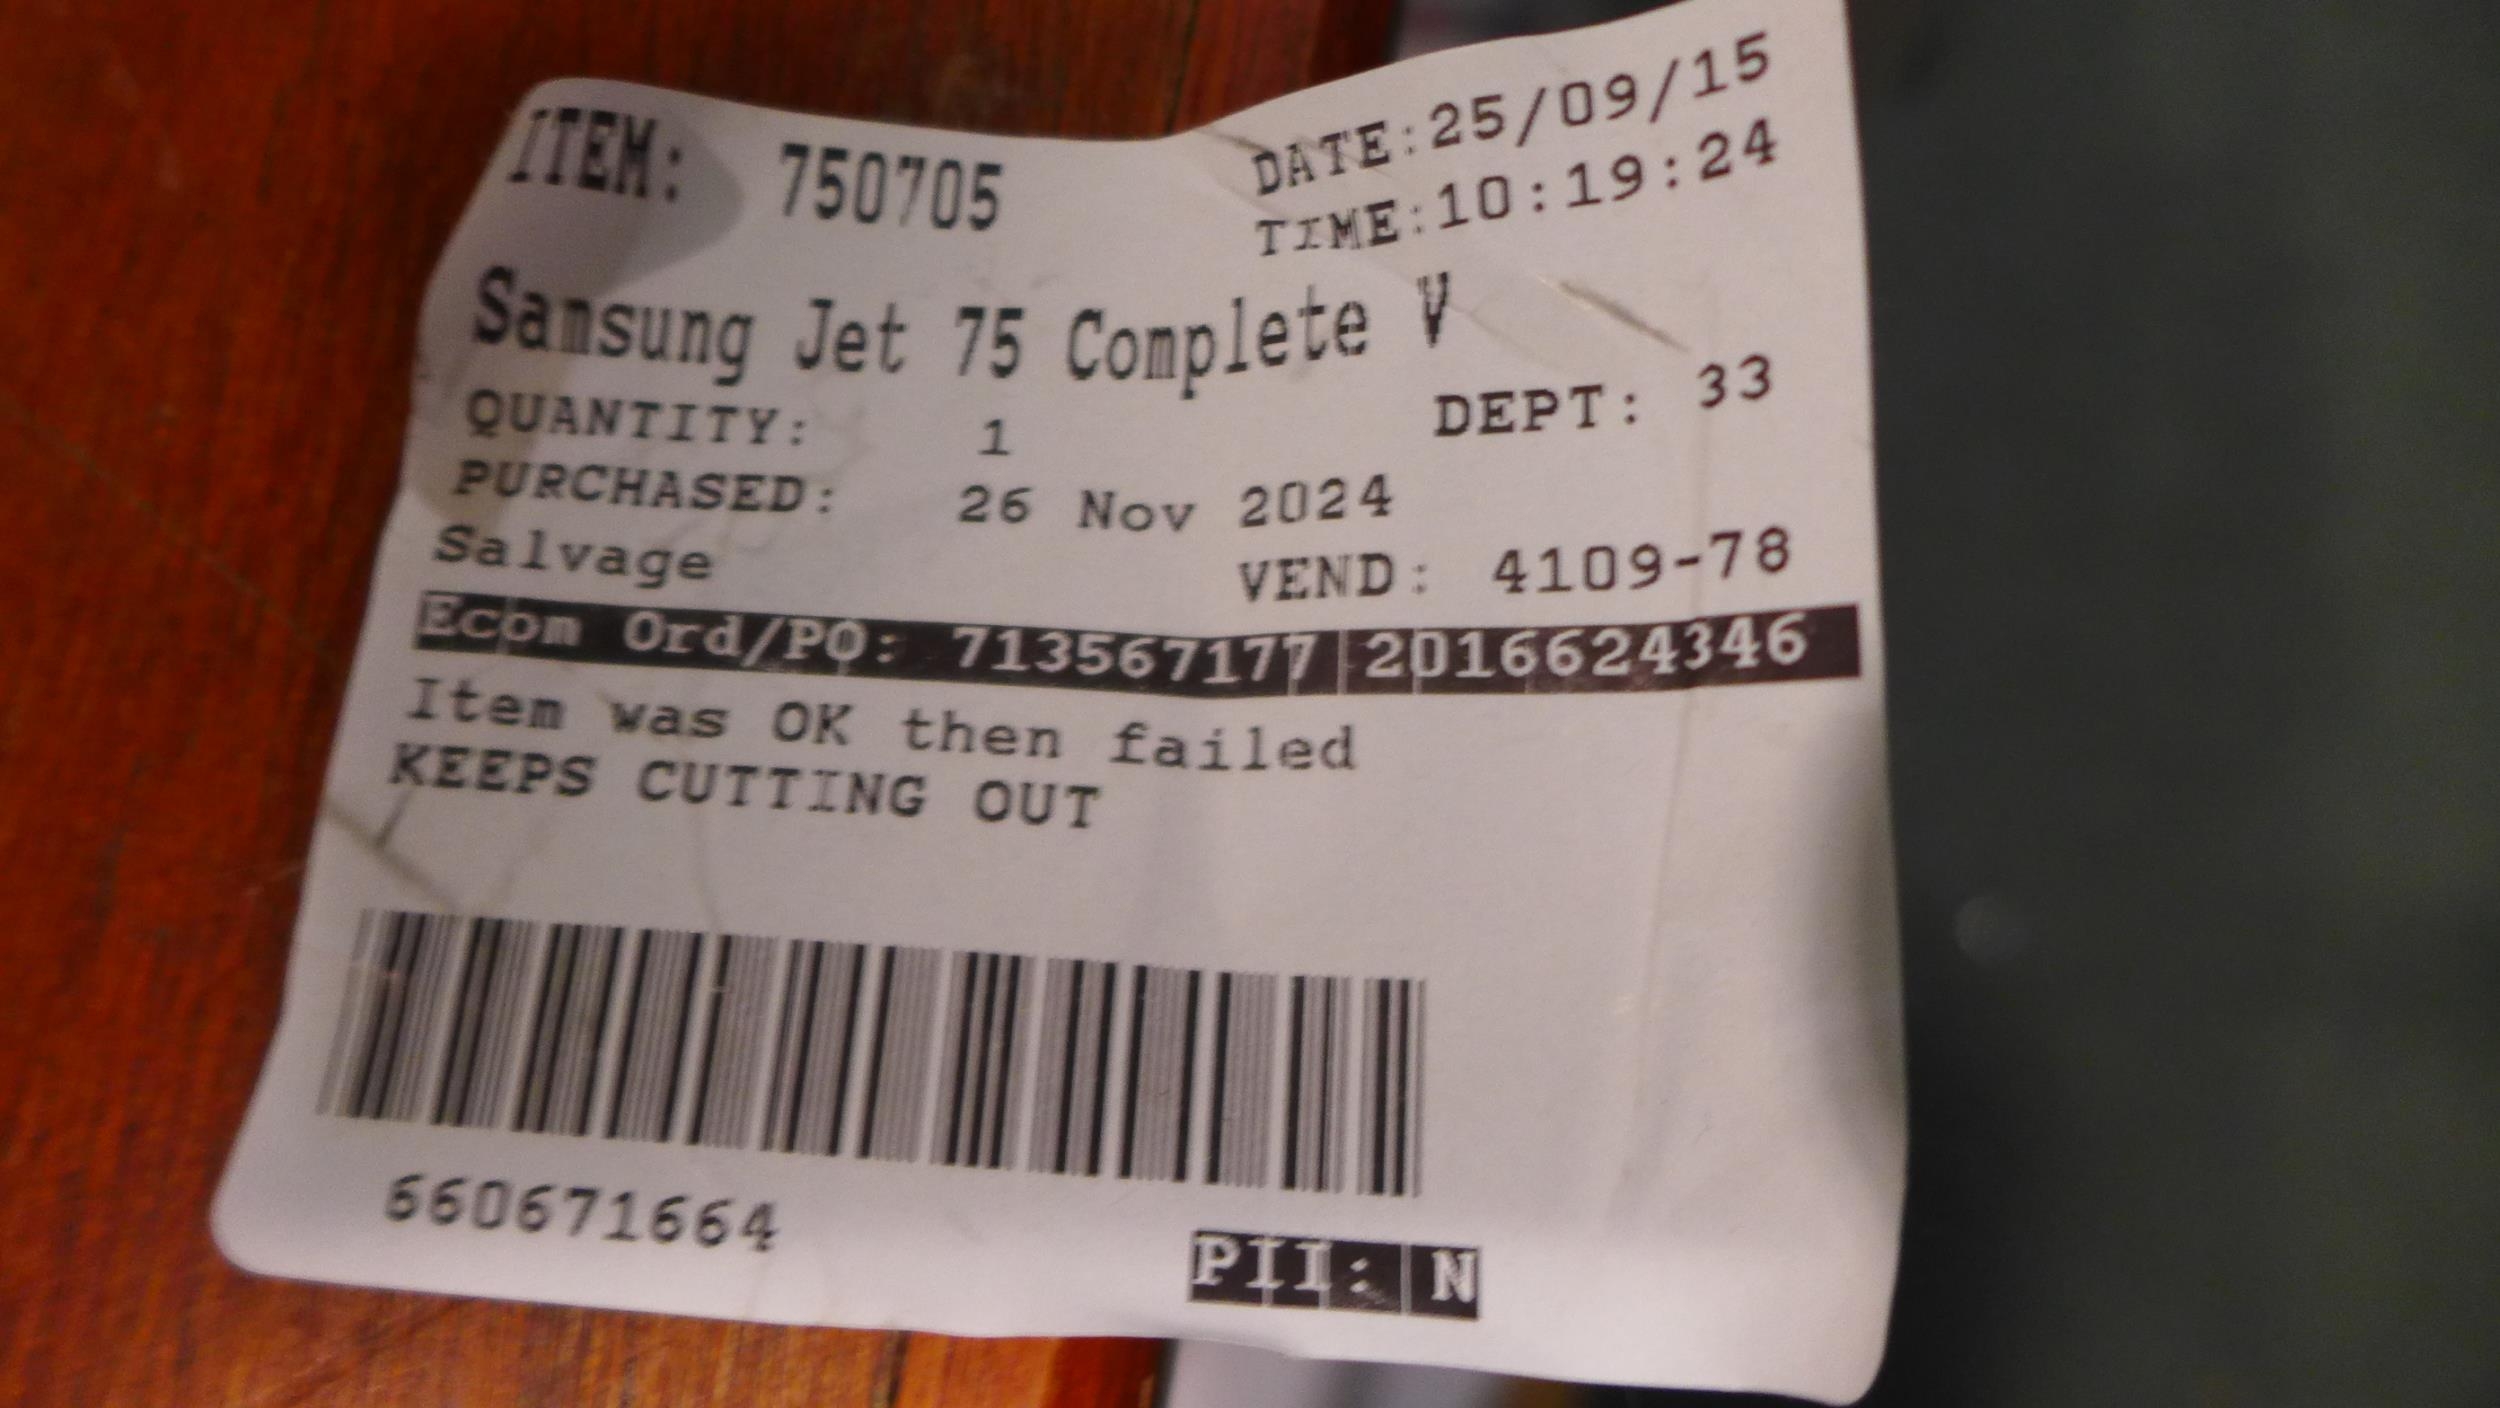 ITEM: 750705
DATE:25/09/15
TIME:10:19:24
Samsung Jet 75 Complete V
QUANTITY: 1
DEPT: 33
PURCHASED: 26 Nov 2024
Salvage
VEND: 4109-78
Ecom Ord/PO: 713567177 2016624346
Item was OK then failed
KEEPS CUTTING OUT
660671664
PII: N